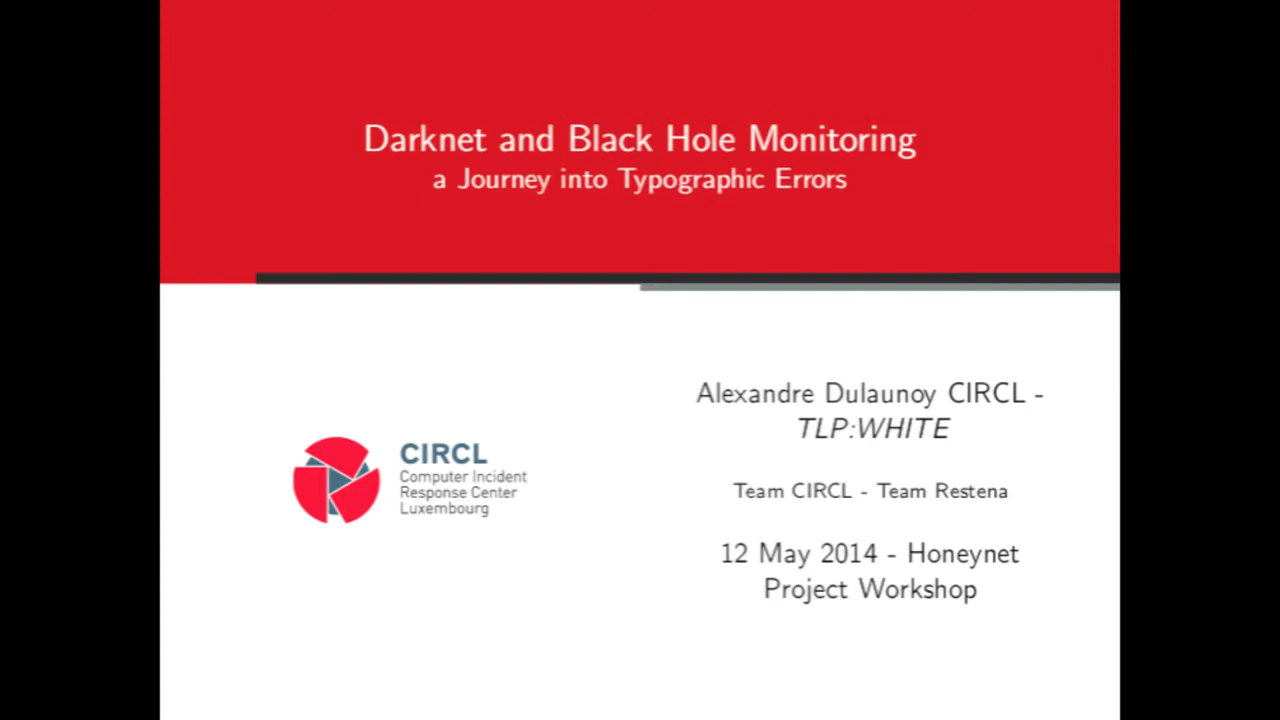 Darknet and Black Hole Monitoring
a Journey into Typographic Errors
CIRCL
Computer Incident
Response Center
Luxembourg
Alexandre Dulaunoy CIRCL -
TLP:WHITE
Team CIRCL - Team Restena
12 May 2014 - Honeynet
Project Workshop